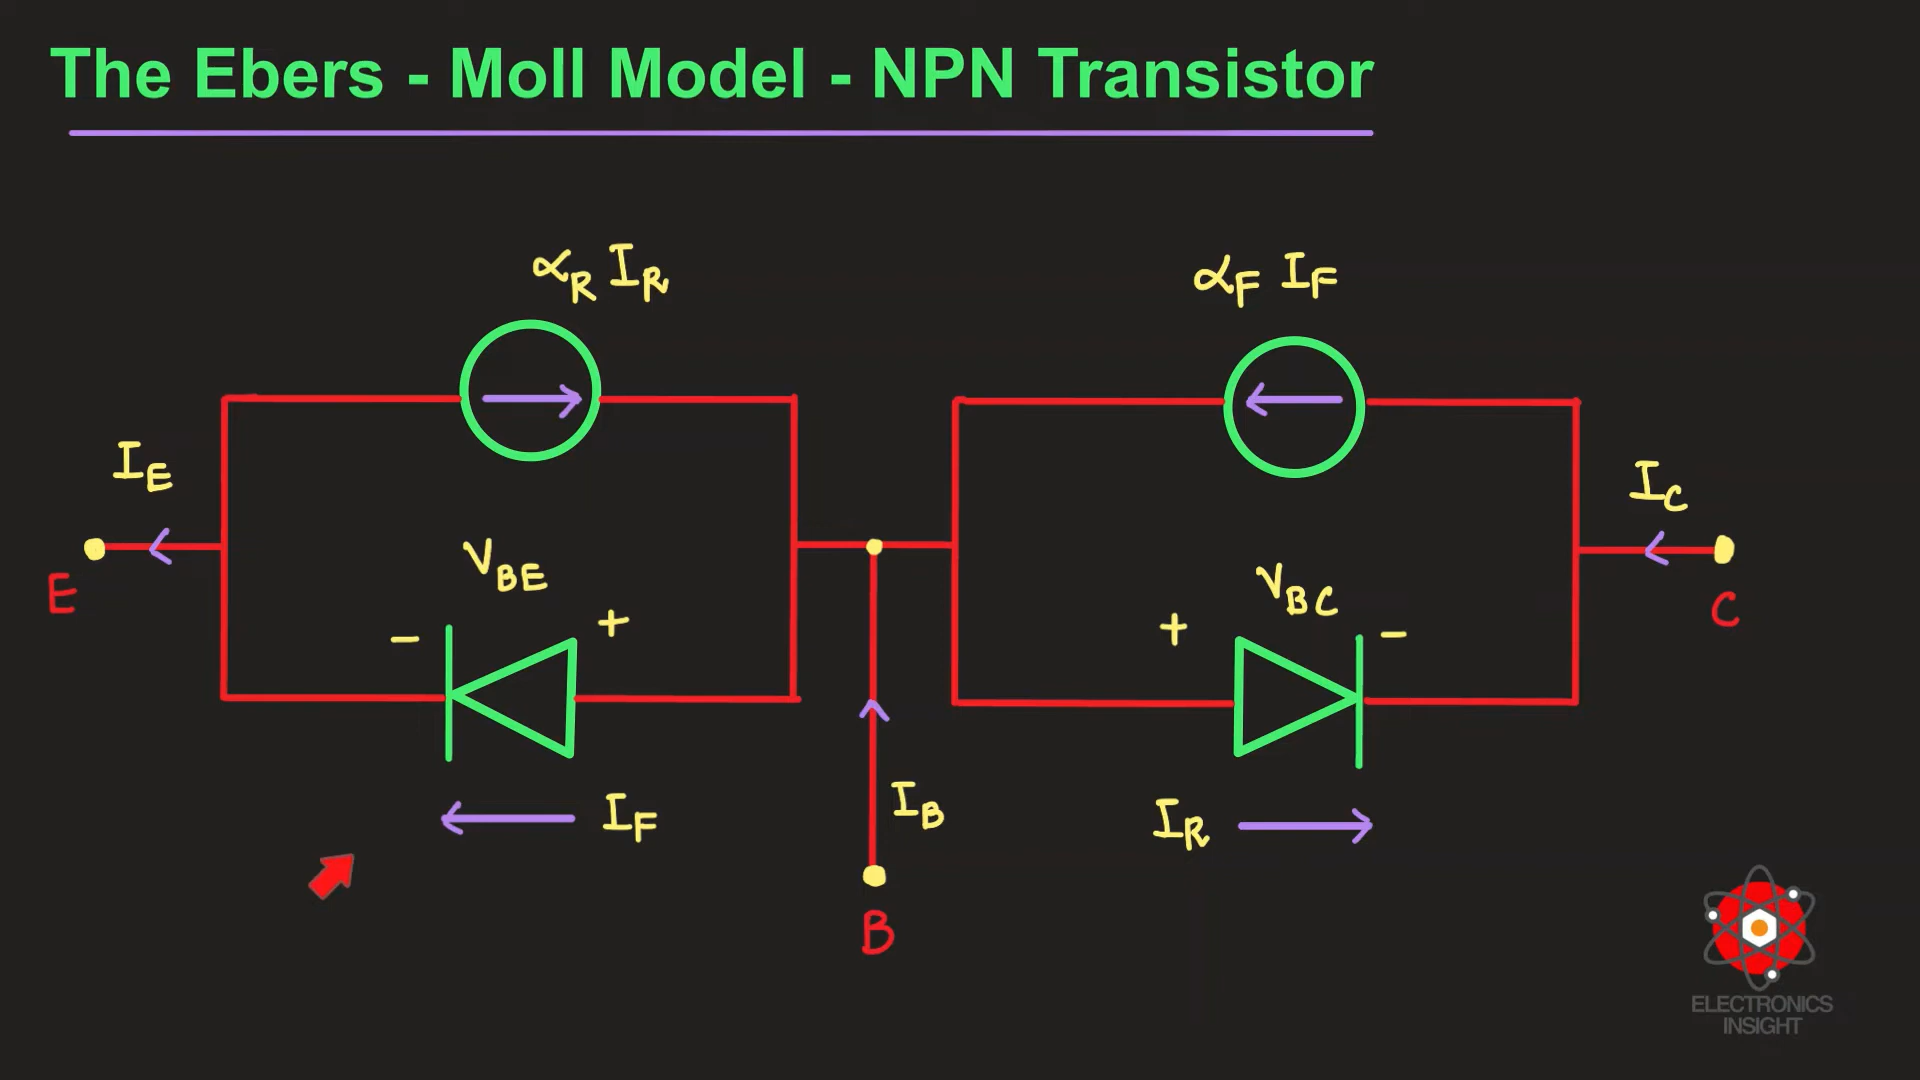 The Ebers - Moll Model - NPN Transistor
αR IR
αF IF
IE
IC
VBE
VBC
E
C
- +
+ -
IF
IB
IR
B
ELECTRONICS
INSIGHT